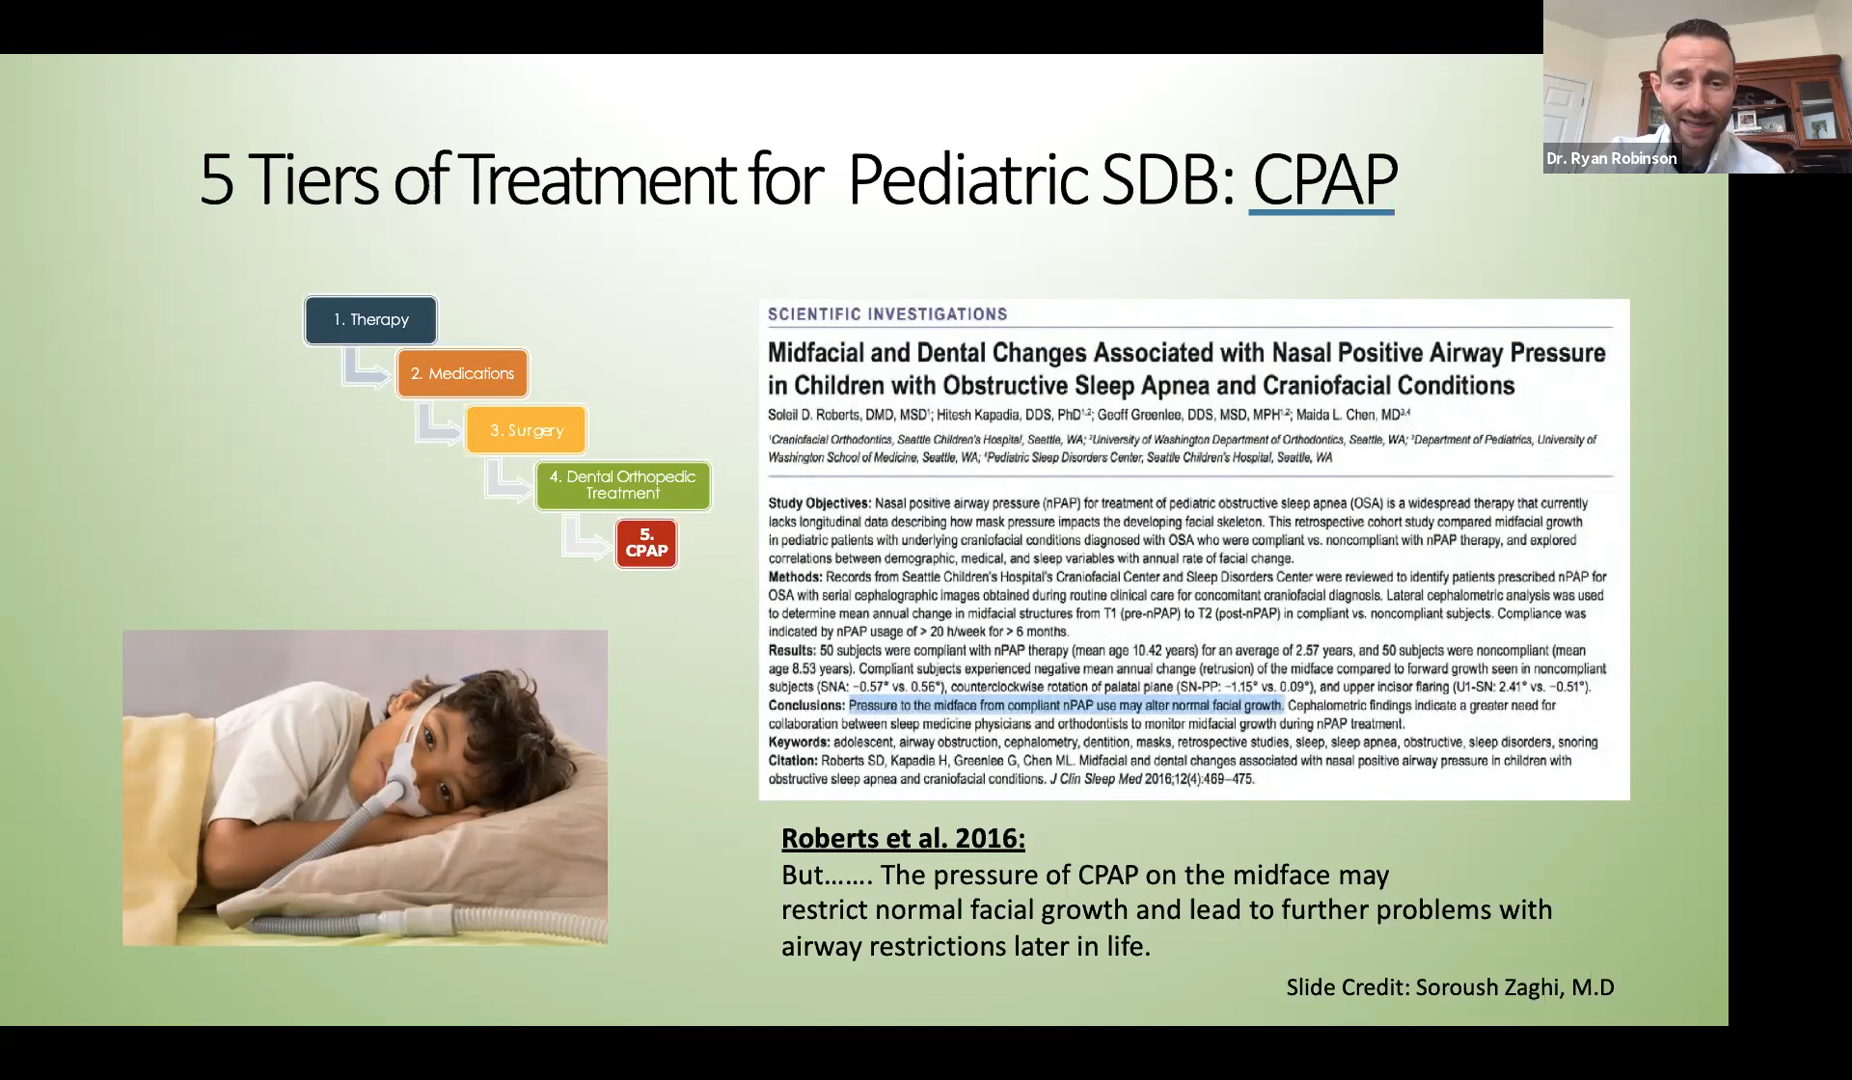 Dr. Ryan Robinson
5 Tiers of Treatment for Pediatric SDB: CPAP
1. Therapy
2. Medications
3. Surgery
4. Dental Orthopedic
Treatment
5.
CPAP
SCIENTIFIC INVESTIGATIONS
Midfacial and Dental Changes Associated with Nasal Positive Airway Pressure
in Children with Obstructive Sleep Apnea and Craniofacial Conditions
Soleil D. Roberts, DMD, MSD¹; Hitesh Kapadia, DDS, PhD¹,²; Geoff Greenlee, DDS, MSD, MPH¹,²; Maida L. Chen, MD³,⁴
¹Craniofacial Orthodontics, Seattle Children's Hospital, Seattle, WA; ²University of Washington Department of Orthodontics, Seattle, WA; ³Department of Pediatrics, University of
Washington School of Medicine, Seattle, WA; ⁴Pediatric Sleep Disorders Center, Seattle Children's Hospital, Seattle, WA
Study Objectives: Nasal positive airway pressure (nPAP) for treatment of pediatric obstructive sleep apnea (OSA) is a widespread therapy that currently
lacks longitudinal data describing how mask pressure impacts the developing facial skeleton. This retrospective cohort study compared midfacial growth
in pediatric patients with underlying craniofacial conditions diagnosed with OSA who were compliant vs. noncompliant with nPAP therapy, and explored
correlations between demographic, medical, and sleep variables with annual rate of facial change.
Methods: Records from Seattle Children's Hospital's Craniofacial Center and Sleep Disorders Center were reviewed to identify patients prescribed nPAP for
OSA with serial cephalographic images obtained during routine clinical care for concomitant craniofacial diagnosis. Lateral cephalometric analysis was used
to determine mean annual change in midfacial structures from T1 (pre-nPAP) to T2 (post-nPAP) in compliant vs. noncompliant subjects. Compliance was
indicated by nPAP usage of > 20 h/week for > 6 months.
Results: 50 subjects were compliant with nPAP therapy (mean age 10.42 years) for an average of 2.57 years, and 50 subjects were noncompliant (mean
age 8.53 years). Compliant subjects experienced negative mean annual change (retrusion) of the midface compared to forward growth seen in noncompliant
subjects (SNA: −0.57° vs. 0.56°), counterclockwise rotation of palatal plane (SN-PP: −1.15° vs. 0.09°), and upper incisor flaring (U1-SN: 2.41° vs. −0.51°).
Conclusions: Pressure to the midface from compliant nPAP use may alter normal facial growth. Cephalometric findings indicate a greater need for
collaboration between sleep medicine physicians and orthodontists to monitor midfacial growth during nPAP treatment.
Keywords: adolescent, airway obstruction, cephalometry, dentition, masks, retrospective studies, sleep, sleep apnea, obstructive, sleep disorders, snoring
Citation: Roberts SD, Kapadia H, Greenlee G, Chen ML. Midfacial and dental changes associated with nasal positive airway pressure in children with
obstructive sleep apnea and craniofacial conditions. J Clin Sleep Med 2016;12(4):469–475.
Roberts et al. 2016:
But....... The pressure of CPAP on the midface may
restrict normal facial growth and lead to further problems with
airway restrictions later in life.
Slide Credit: Soroush Zaghi, M.D